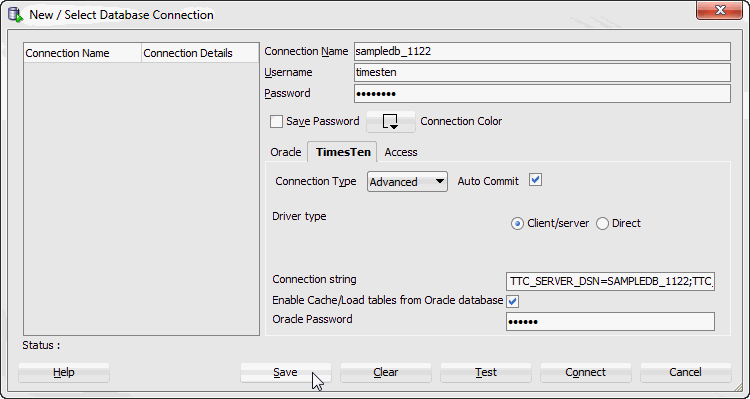 New / Select Database Connection
Connection Name Connection Details
Connection Name sampledb_1122
Username timesten
Password ••••••••
Save Password Connection Color
Oracle TimesTen Access
Connection Type Advanced Auto Commit
Driver type
Client/server Direct
Connection string TTC_SERVER_DSN=SAMPLEDB_1122;TTC_
Enable Cache/Load tables from Oracle database
Oracle Password ••••••
Status :
Help Save Clear Test Connect Cancel